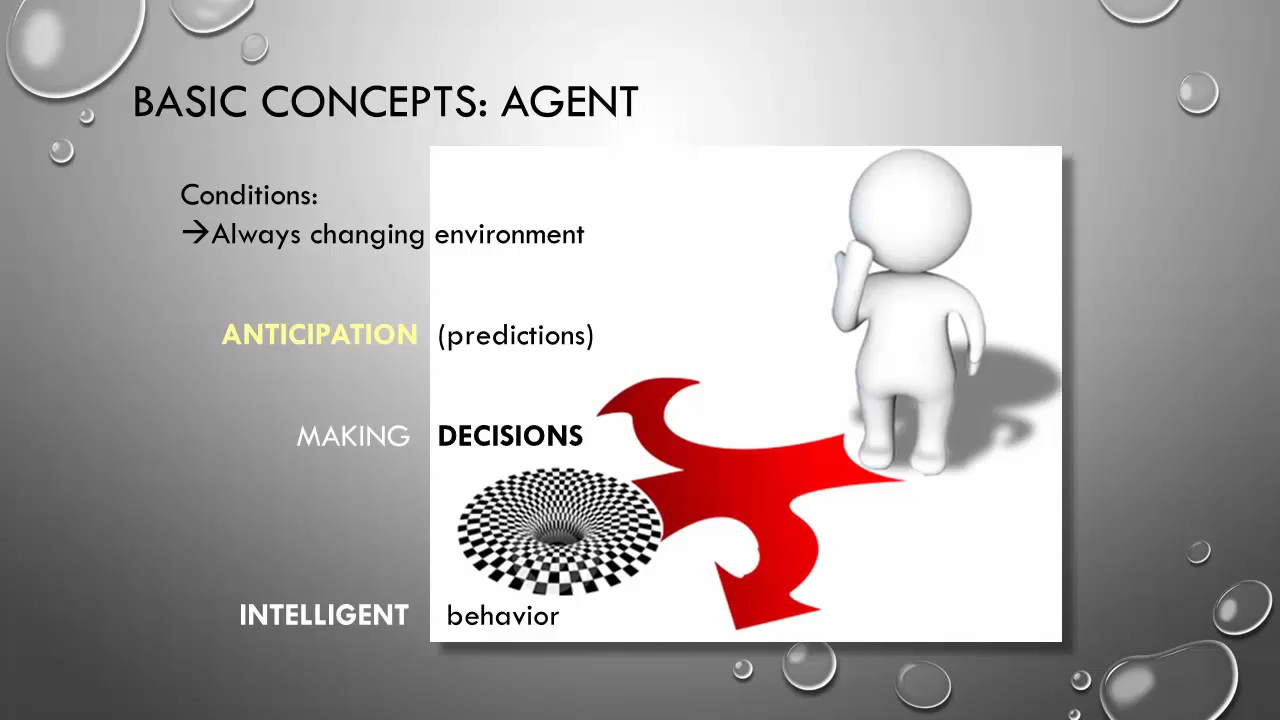 BASIC CONCEPTS: AGENT
Conditions:
→Always changing environment
ANTICIPATION (predictions)
MAKING DECISIONS
INTELLIGENT behavior